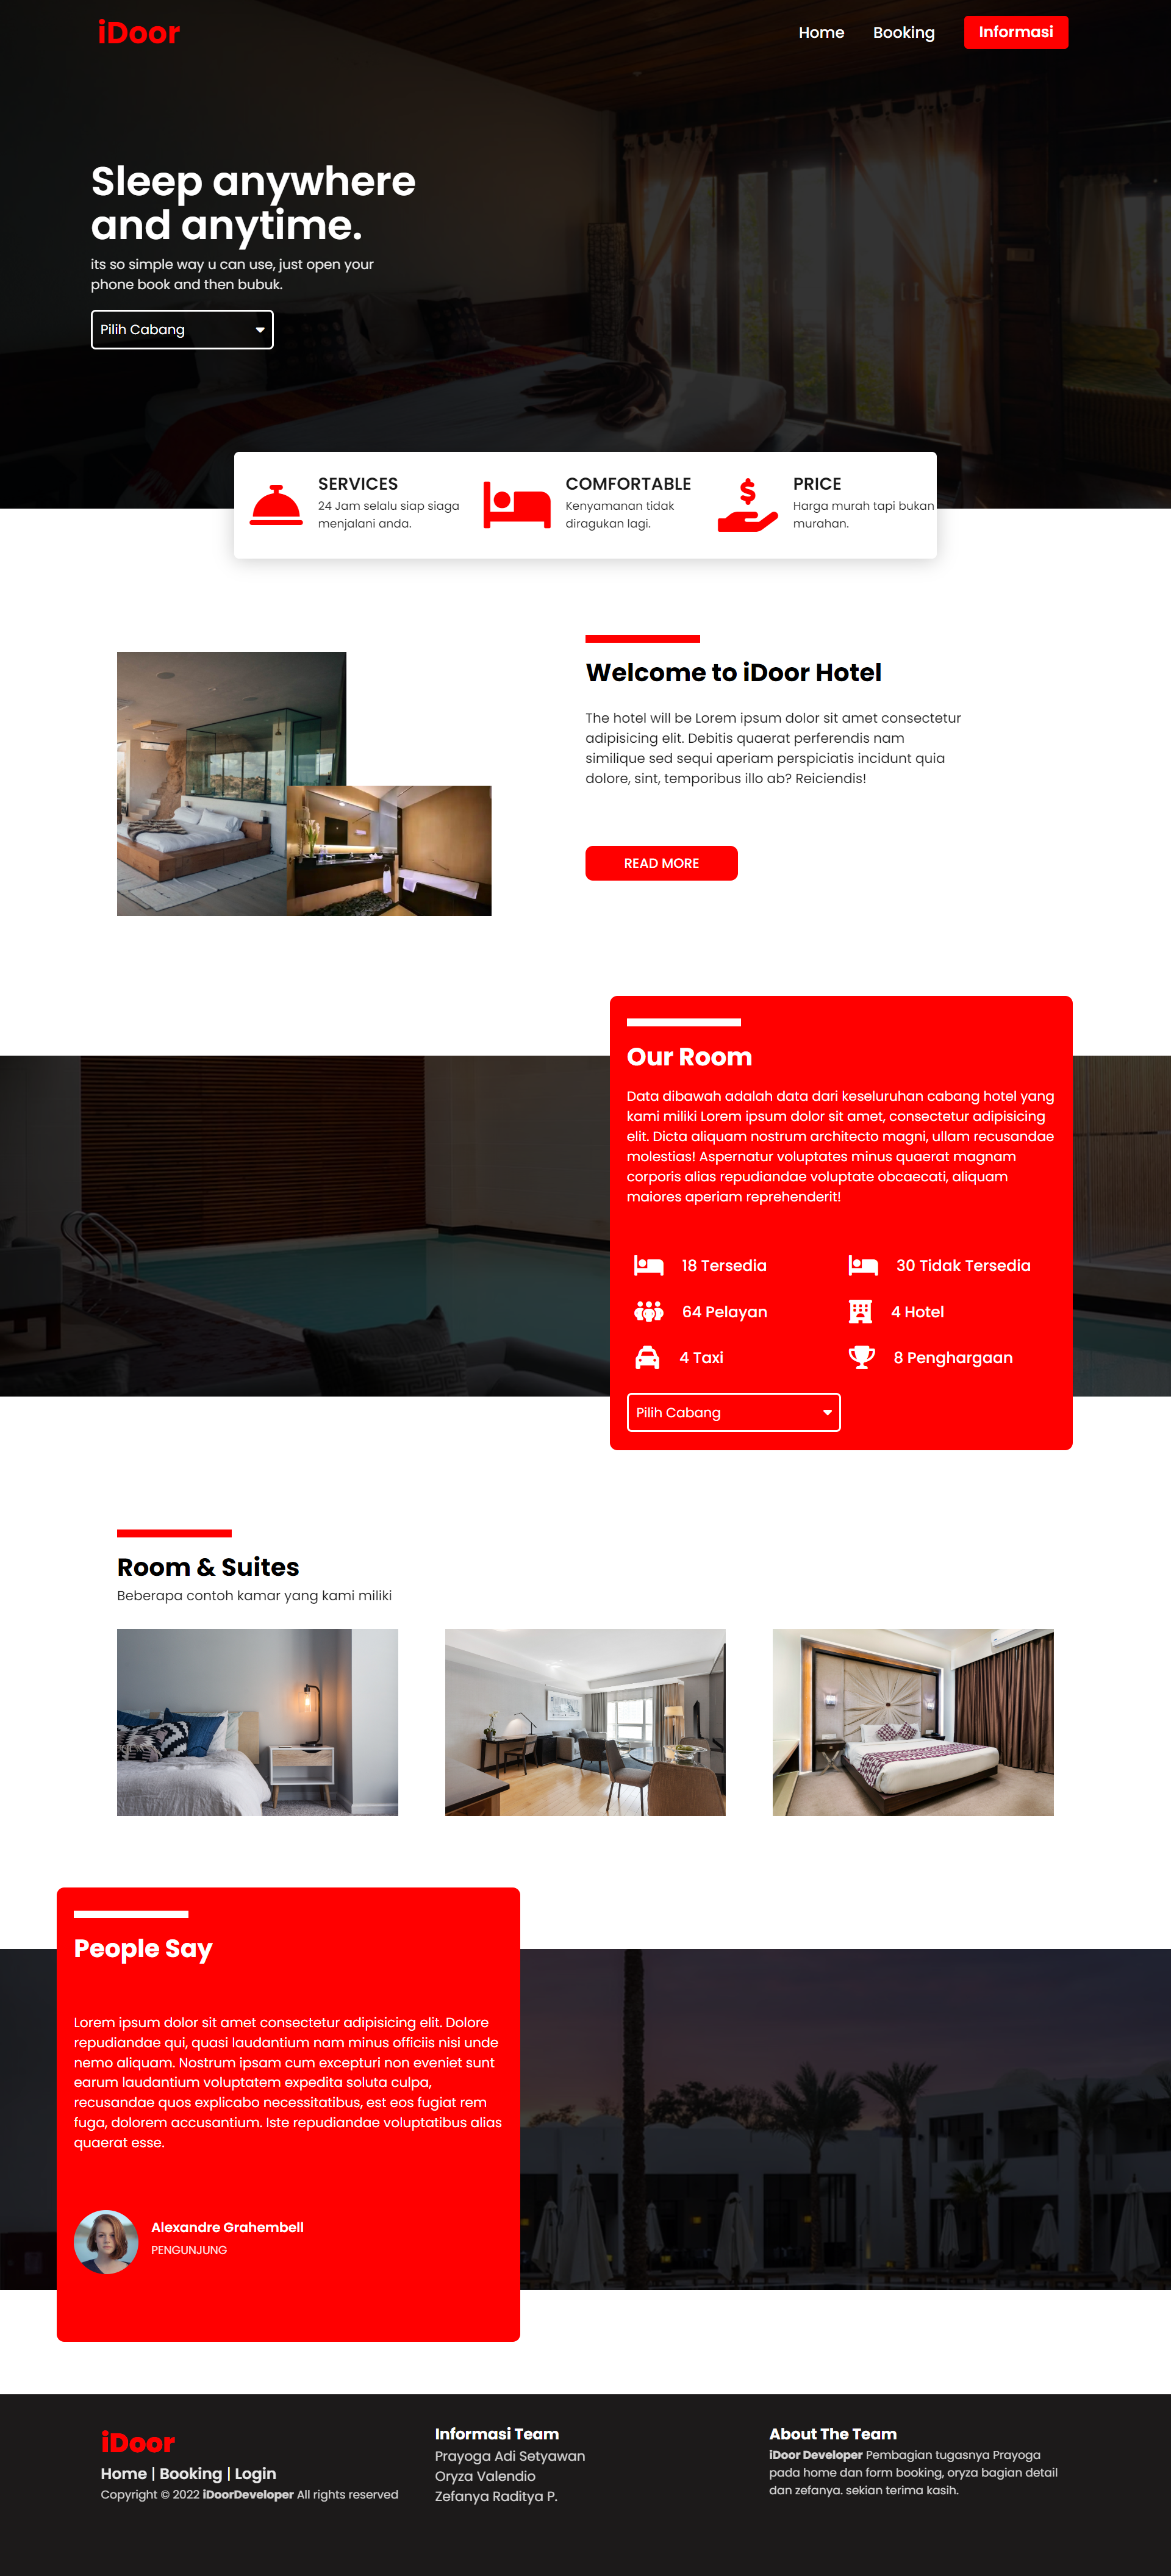 iDoor
Home
Booking
Informasi
Sleep anywhere
and anytime.
its so simple way u can use, just open your
phone book and then bubuk.
Pilih Cabang
SERVICES
24 Jam selalu siap siaga
menjalani anda.
COMFORTABLE
Kenyamanan tidak
diragukan lagi.
PRICE
Harga murah tapi bukan
murahan.
Welcome to iDoor Hotel
The hotel will be Lorem ipsum dolor sit amet consectetur
adipisicing elit. Debitis quaerat perferendis nam
similique sed sequi aperiam perspiciatis incidunt quia
dolore, sint, temporibus illo ab? Reiciendis!
READ MORE
Our Room
Data dibawah adalah data dari keseluruhan cabang hotel yang
kami miliki Lorem ipsum dolor sit amet, consectetur adipisicing
elit. Dicta aliquam nostrum architecto magni, ullam recusandae
molestias! Aspernatur voluptates minus quaerat magnam
corporis alias repudiandae voluptate obcaecati, aliquam
maiores aperiam reprehenderit!
18 Tersedia
30 Tidak Tersedia
64 Pelayan
4 Hotel
4 Taxi
8 Penghargaan
Pilih Cabang
Room & Suites
Beberapa contoh kamar yang kami miliki
People Say
Lorem ipsum dolor sit amet consectetur adipisicing elit. Dolore
repudiandae qui, quasi laudantium nam minus officiis nisi unde
nemo aliquam. Nostrum ipsam cum excepturi non eveniet sunt
earum laudantium voluptatem expedita soluta culpa,
recusandae quos explicabo necessitatibus, est eos fugiat rem
fuga, dolorem accusantium. Iste repudiandae voluptatibus alias
quaerat esse.
Alexandre Grahembell
PENGUNJUNG
iDoor
Home | Booking | Login
Copyright © 2022 iDoorDeveloper All rights reserved
Informasi Team
Prayoga Adi Setyawan
Oryza Valendio
Zefanya Raditya P.
About The Team
iDoor Developer Pembagian tugasnya Prayoga
pada home dan form booking, oryza bagian detail
dan zefanya. sekian terima kasih.